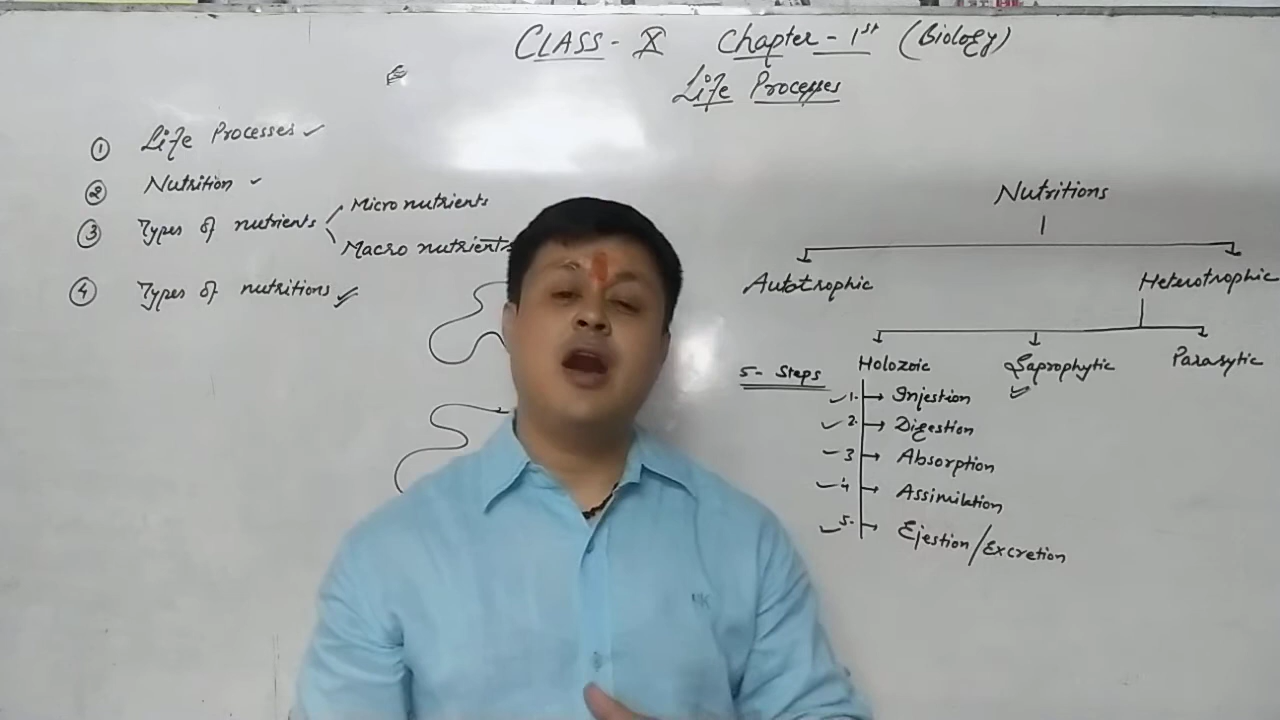 CLASS - X Chapter - 1st (Biology)
Life Processes
① Life Processes ✓
② Nutrition ✓
③ Types of nutrients
Micro nutrients
Macro nutrients
④ Types of nutritions ✓
Nutritions
Autotrophic
Heterotrophic
Holozoic
Saprophytic
Parasytic
5 - Steps
1. Injestion
2. Digestion
3 Absorption
4 Assimilation
5. Ejestion/Excretion